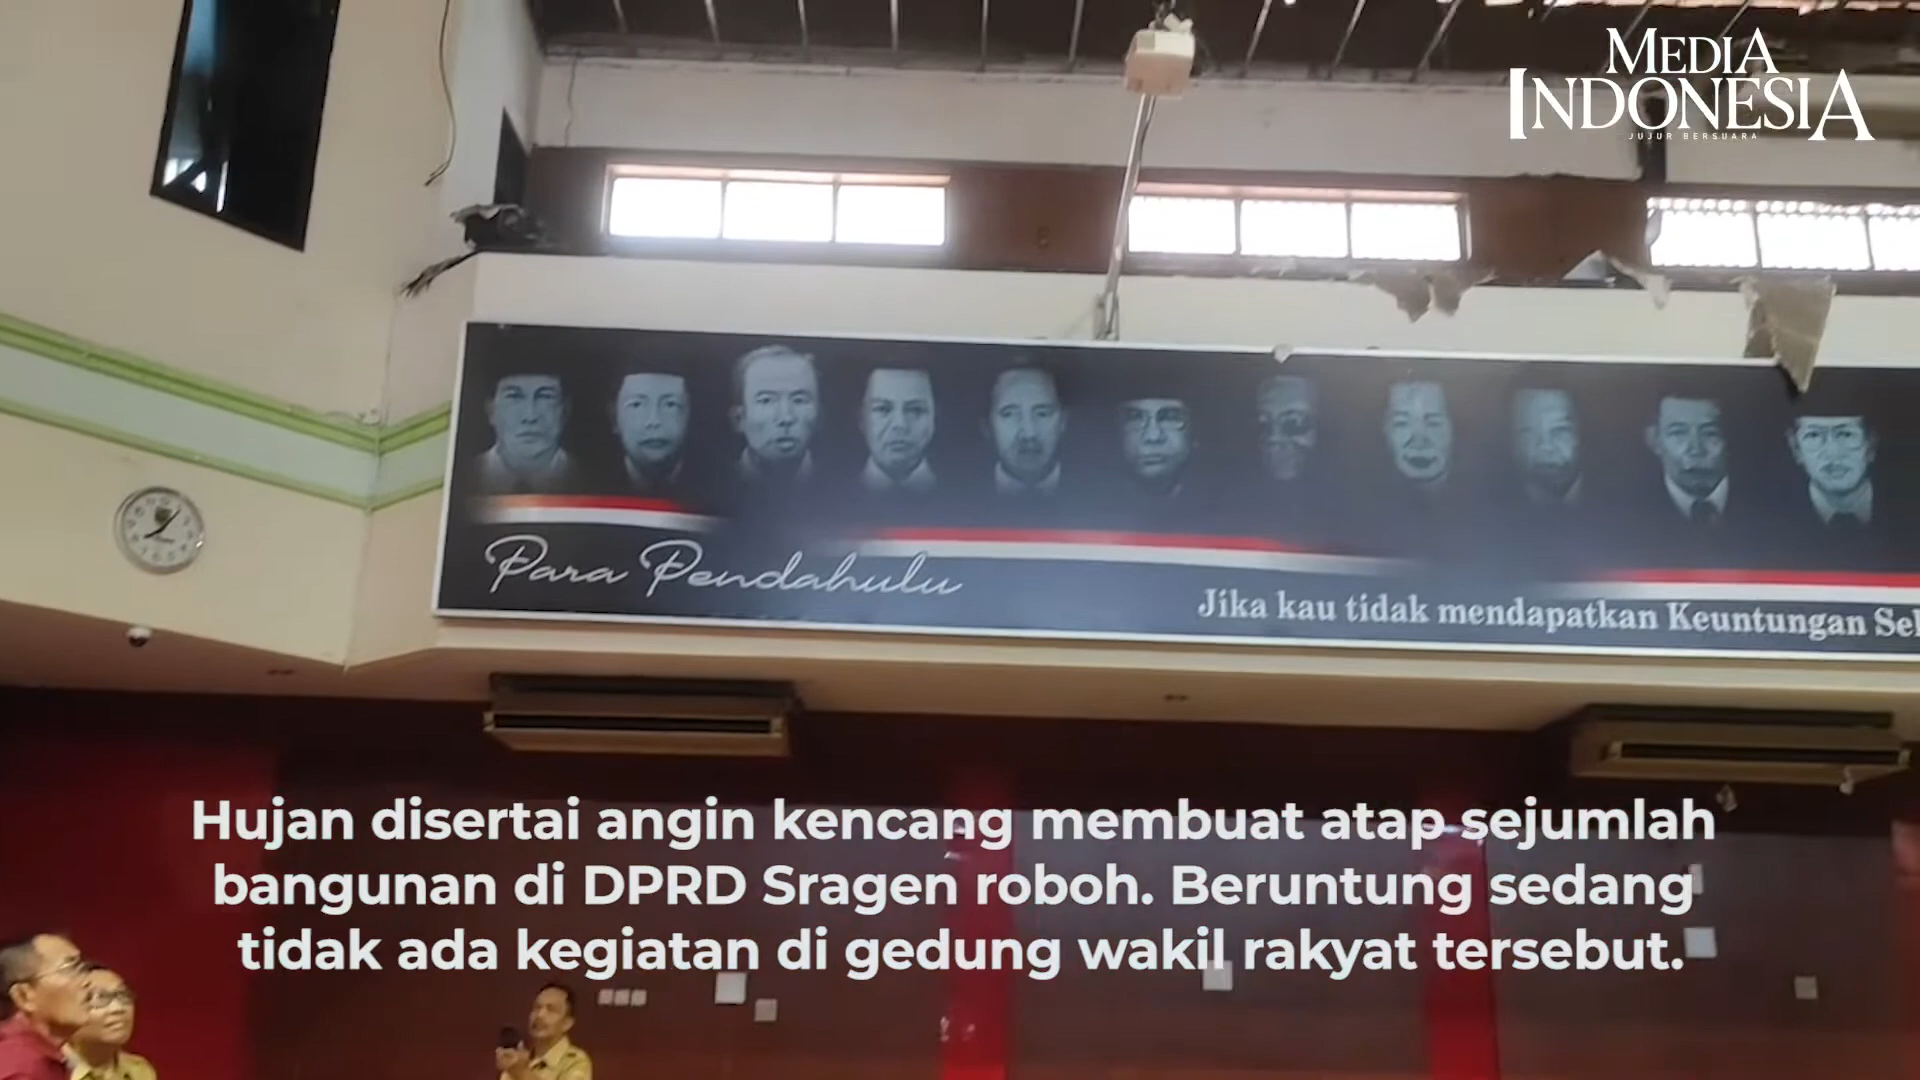 MEDIA
INDONESIA
JUJUR BERSUARA
Para Pendahulu
Jika kau tidak mendapatkan Keuntungan
Hujan disertai angin kencang membuat atap sejumlah
bangunan di DPRD Sragen roboh. Beruntung sedang
tidak ada kegiatan di gedung wakil rakyat tersebut.